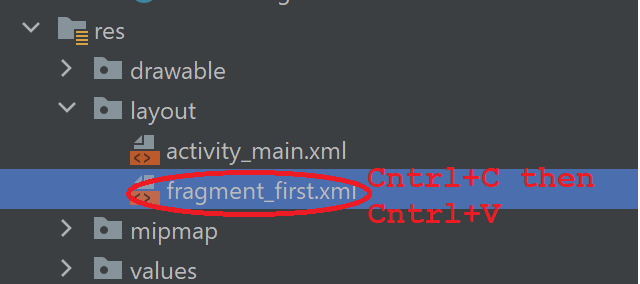 res
drawable
layout
activity_main.xml
fragment_first.xml Cntrl+C then
Cntrl+V
mipmap
values